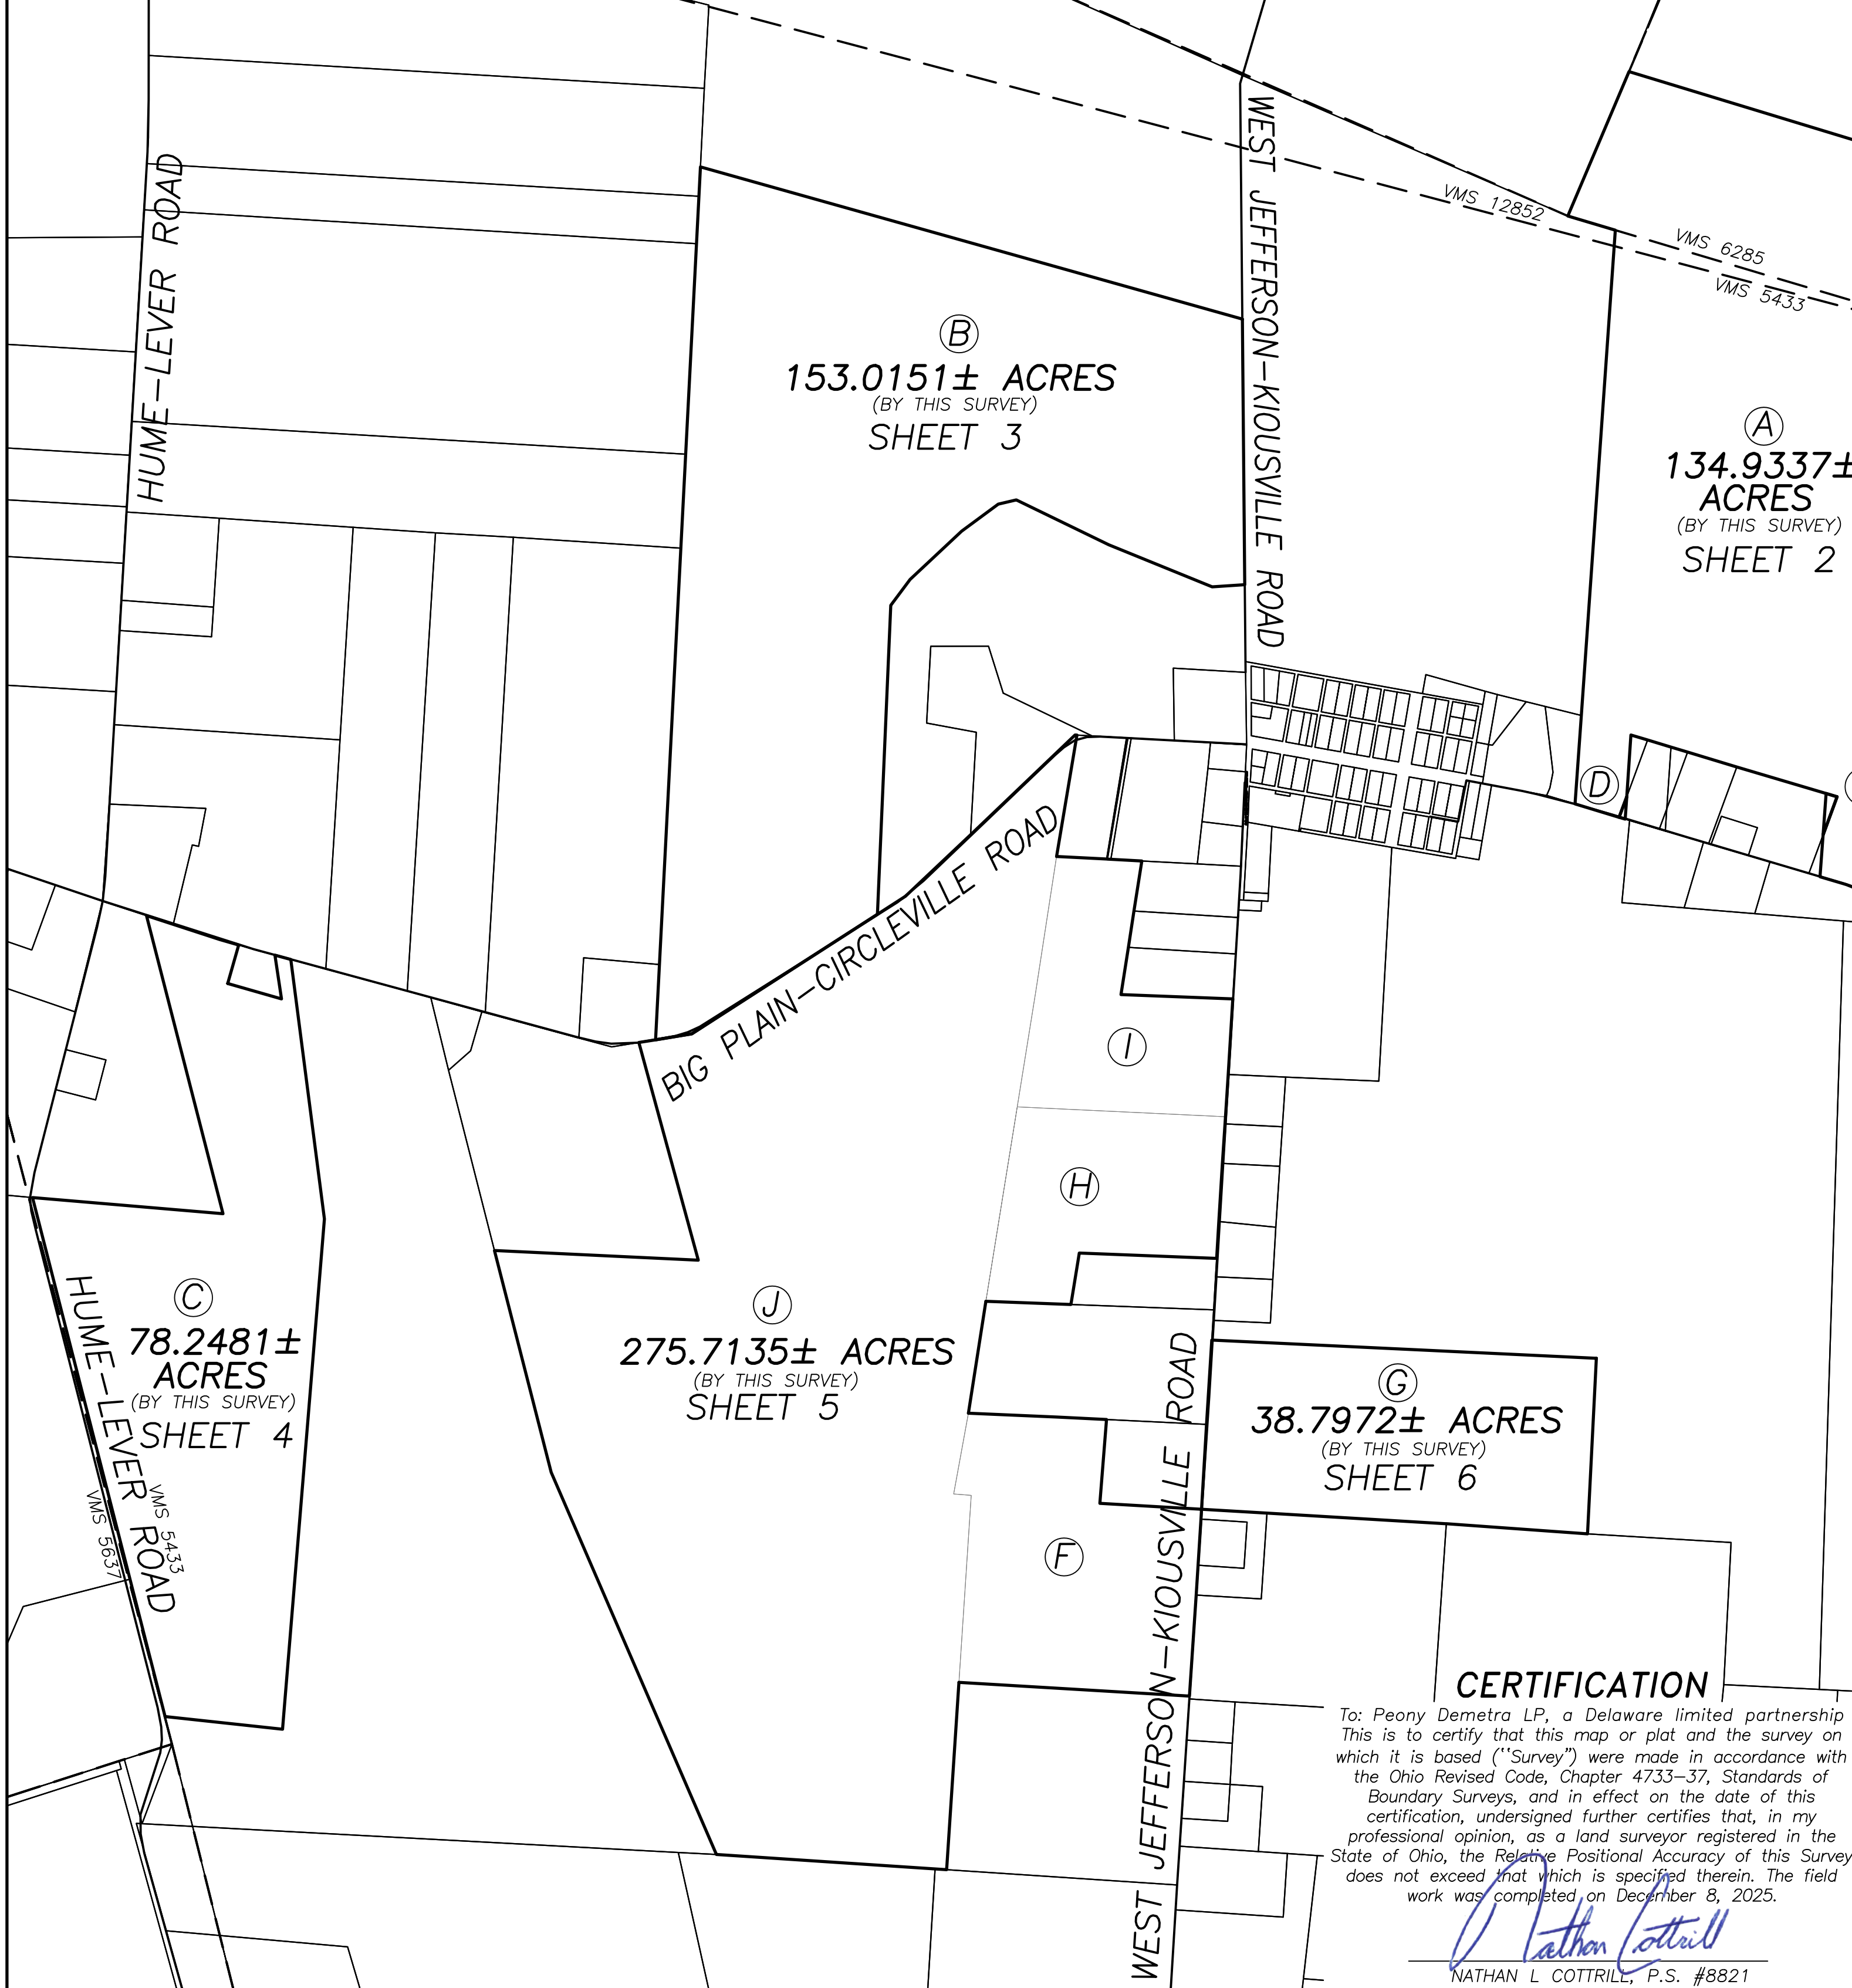 WEST JEFFERSON-KIOUSVILLE ROAD
HUME-LEVER ROAD
VMS 12852
VMS 6285
VMS 5433
B
153.0151± ACRES
(BY THIS SURVEY)
SHEET 3
A
134.9337±
ACRES
(BY THIS SURVEY)
SHEET 2
D
BIG PLAIN-CIRCLEVILLE ROAD
I
H
C
78.2481±
ACRES
(BY THIS SURVEY)
SHEET 4
HUME-LEVER ROAD
VMS 5433
VMS 5637
J
275.7135± ACRES
(BY THIS SURVEY)
SHEET 5
G
38.7972± ACRES
(BY THIS SURVEY)
SHEET 6
F
WEST JEFFERSON-KIOUSVILLE ROAD
CERTIFICATION
To: Peony Demetra LP, a Delaware limited partnership
This is to certify that this map or plat and the survey on
which it is based (''Survey") were made in accordance with
the Ohio Revised Code, Chapter 4733-37, Standards of
Boundary Surveys, and in effect on the date of this
certification, undersigned further certifies that, in my
professional opinion, as a land surveyor registered in the
State of Ohio, the Relative Positional Accuracy of this Survey
does not exceed that which is specified therein. The field
work was completed on December 8, 2025.
Nathan Cottrill
NATHAN L COTTRILL, P.S. #8821